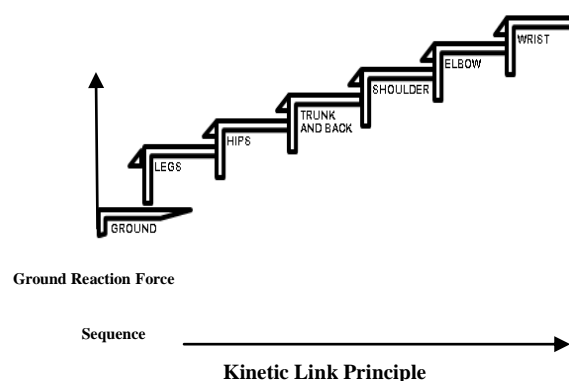 WRIST
ELBOW
SHOULDER
TRUNK
AND BACK
HIPS
LEGS
GROUND
Ground Reaction Force
Sequence
Kinetic Link Principle